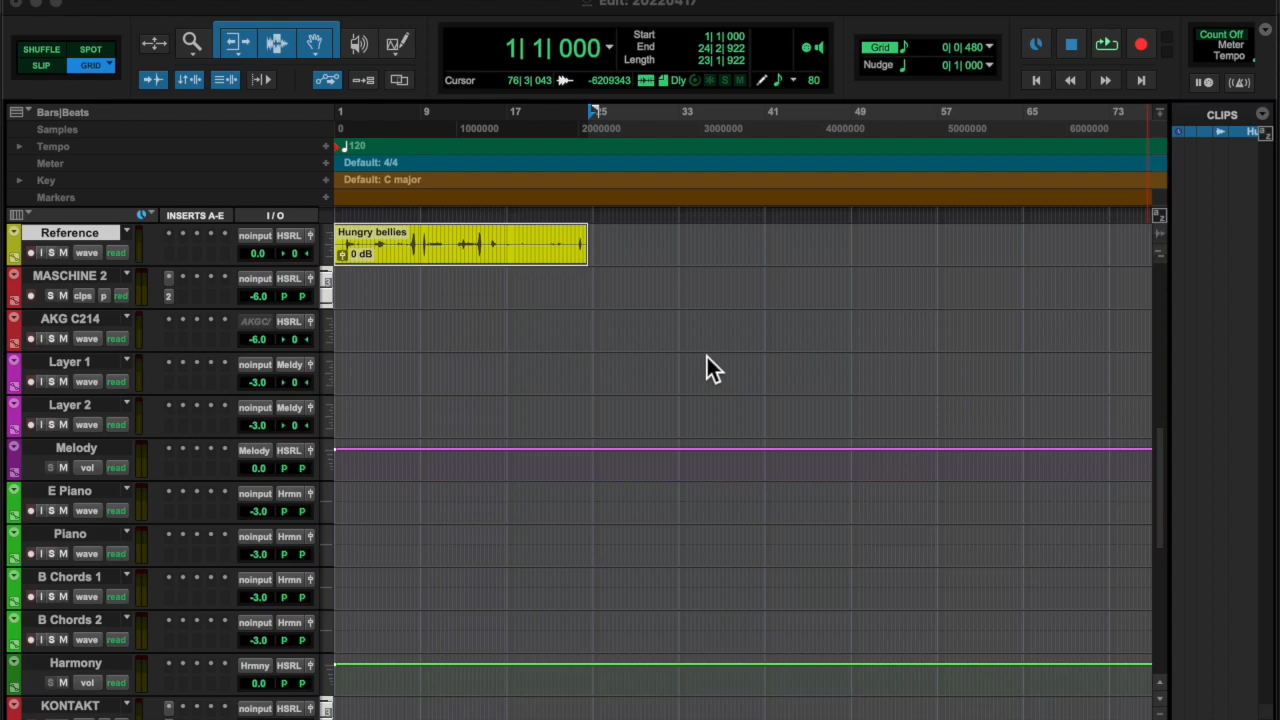 Edit: 20220417
SHUFFLE SPOT
SLIP GRID
1| 1| 000
Start 1| 1| 000
End 24| 2| 922
Length 23| 1| 922
Cursor 76| 3| 043 -6209343 Dly S M 80
Grid 0| 0| 480
Nudge 0| 1| 000
Count Off
Meter
Tempo
Bars|Beats 1 9 17 25 33 41 49 57 65 73
Samples 0 1000000 2000000 3000000 4000000 5000000 6000000
Tempo + 120
Meter + Default: 4/4
Key + Default: C major
Markers +
CLIPS
Hu
INSERTS A-E I / O
Reference noinput HSRL Hungry bellies
I S M wave read 0.0 0 0 dB
MASCHINE 2 noinput HSRL
S M clps p red 2 -6.0 P P
AKG C214 AKGC/ HSRL
I S M wave read -6.0 0
Layer 1 noinput Meldy
I S M wave read -3.0 0
Layer 2 noinput Meldy
I S M wave read -3.0 0
Melody Melody HSRL
S M vol read 0.0 P P
E Piano noinput Hrmn
I S M wave read -3.0 P P
Piano noinput Hrmn
I S M wave read -3.0 P P
B Chords 1 noinput Hrmn
I S M wave read -3.0 P P
B Chords 2 noinput Hrmn
I S M wave read -3.0 P P
Harmony Hrmny HSRL
S M vol read 0.0 P P
KONTAKT noinput HSRL